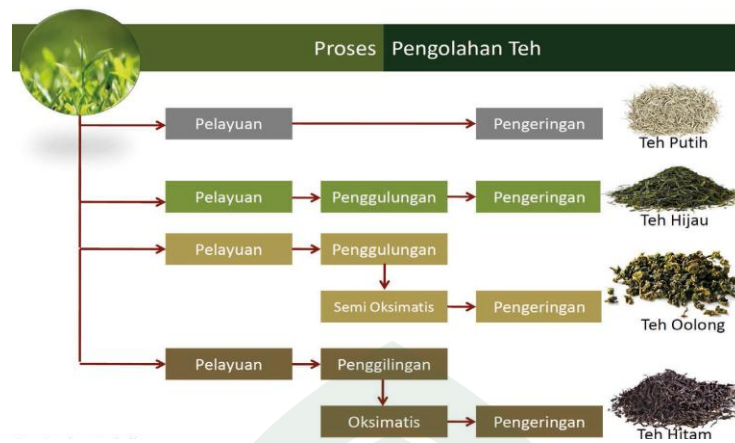 Proses Pengolahan Teh
Pelayuan Pengeringan
Teh Putih
Pelayuan Penggulungan Pengeringan
Teh Hijau
Pelayuan Penggulungan
Semi Oksimatis Pengeringan
Teh Oolong
Pelayuan Penggilingan
Oksimatis Pengeringan
Teh Hitam